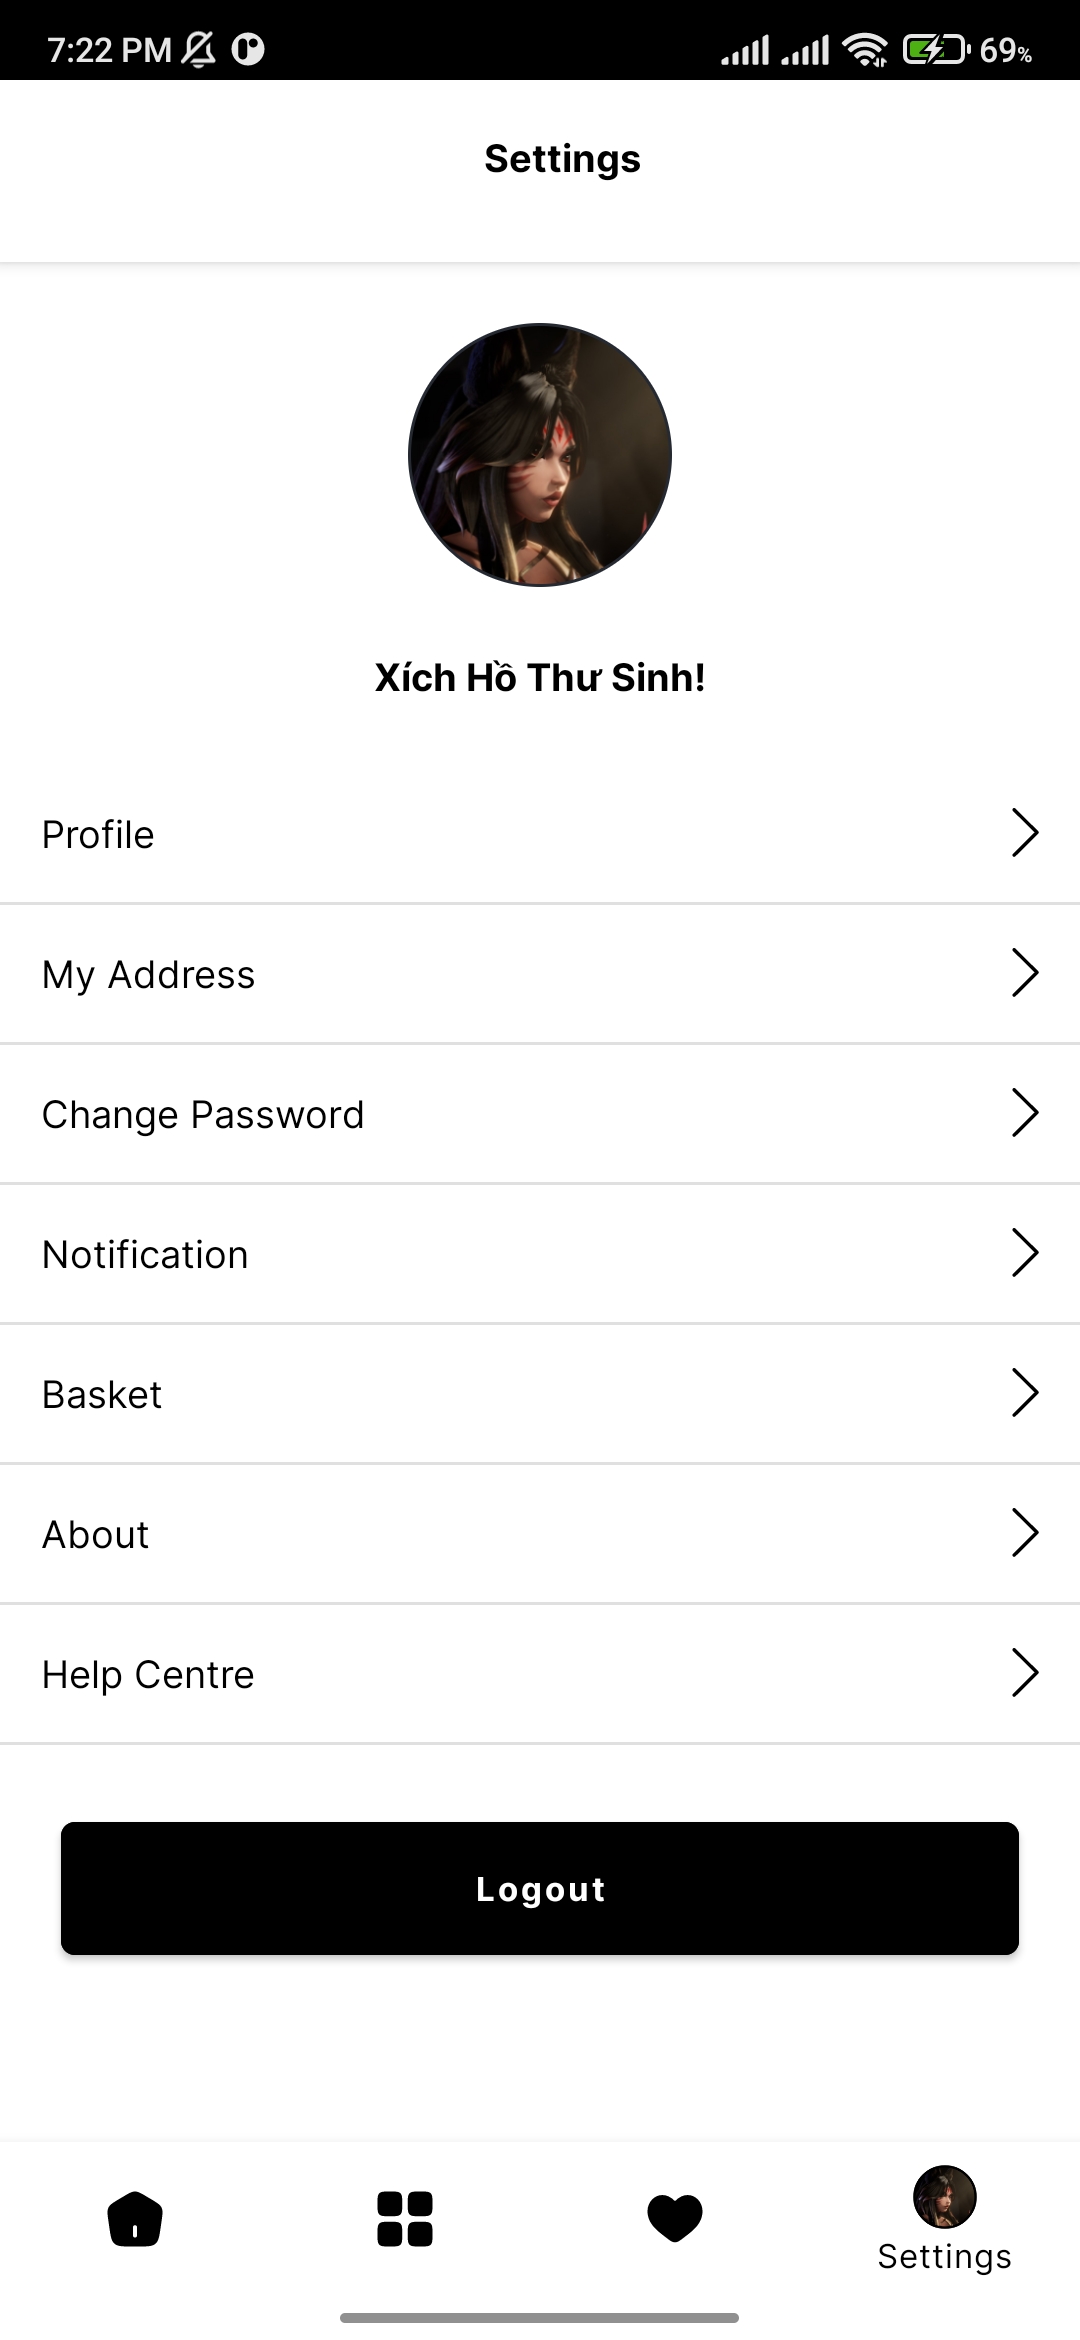 7:22 PM 69%
Settings
Xích Hồ Thư Sinh!
Profile
My Address
Change Password
Notification
Basket
About
Help Centre
Logout
Settings